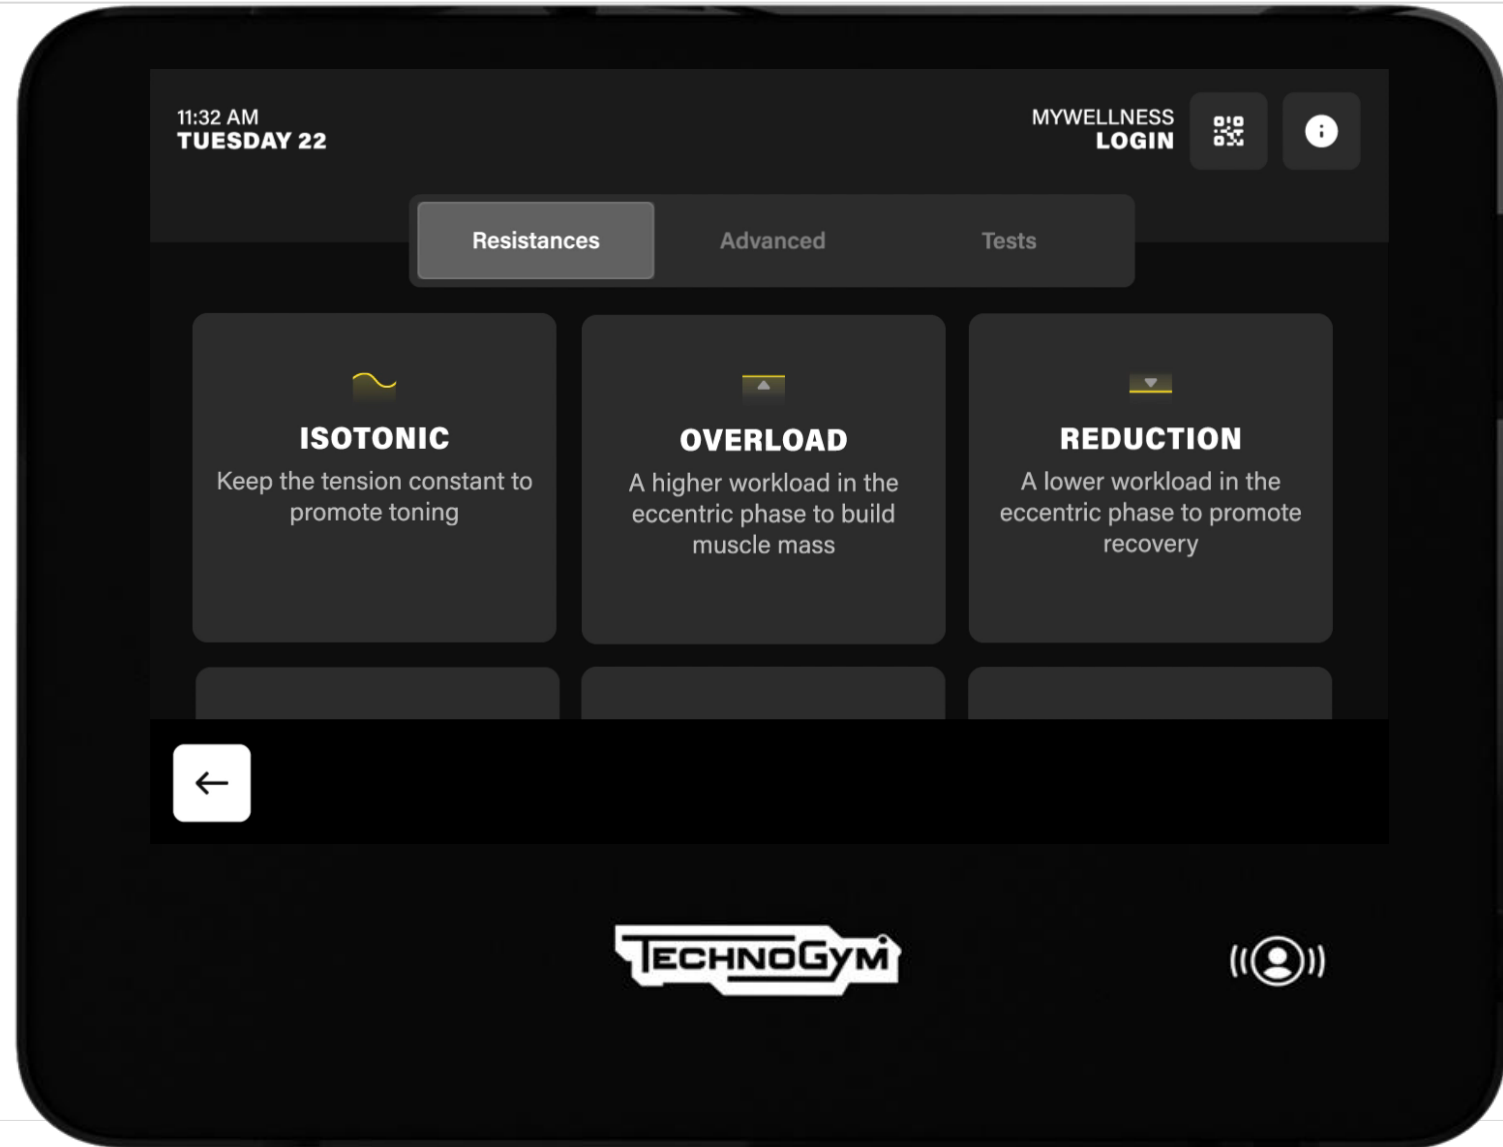 11:32 AM
TUESDAY 22
MYWELLNESS
LOGIN
Resistances
Advanced
Tests
ISOTONIC
Keep the tension constant to
promote toning
OVERLOAD
A higher workload in the
eccentric phase to build
muscle mass
REDUCTION
A lower workload in the
eccentric phase to promote
recovery
TECHNOGYM